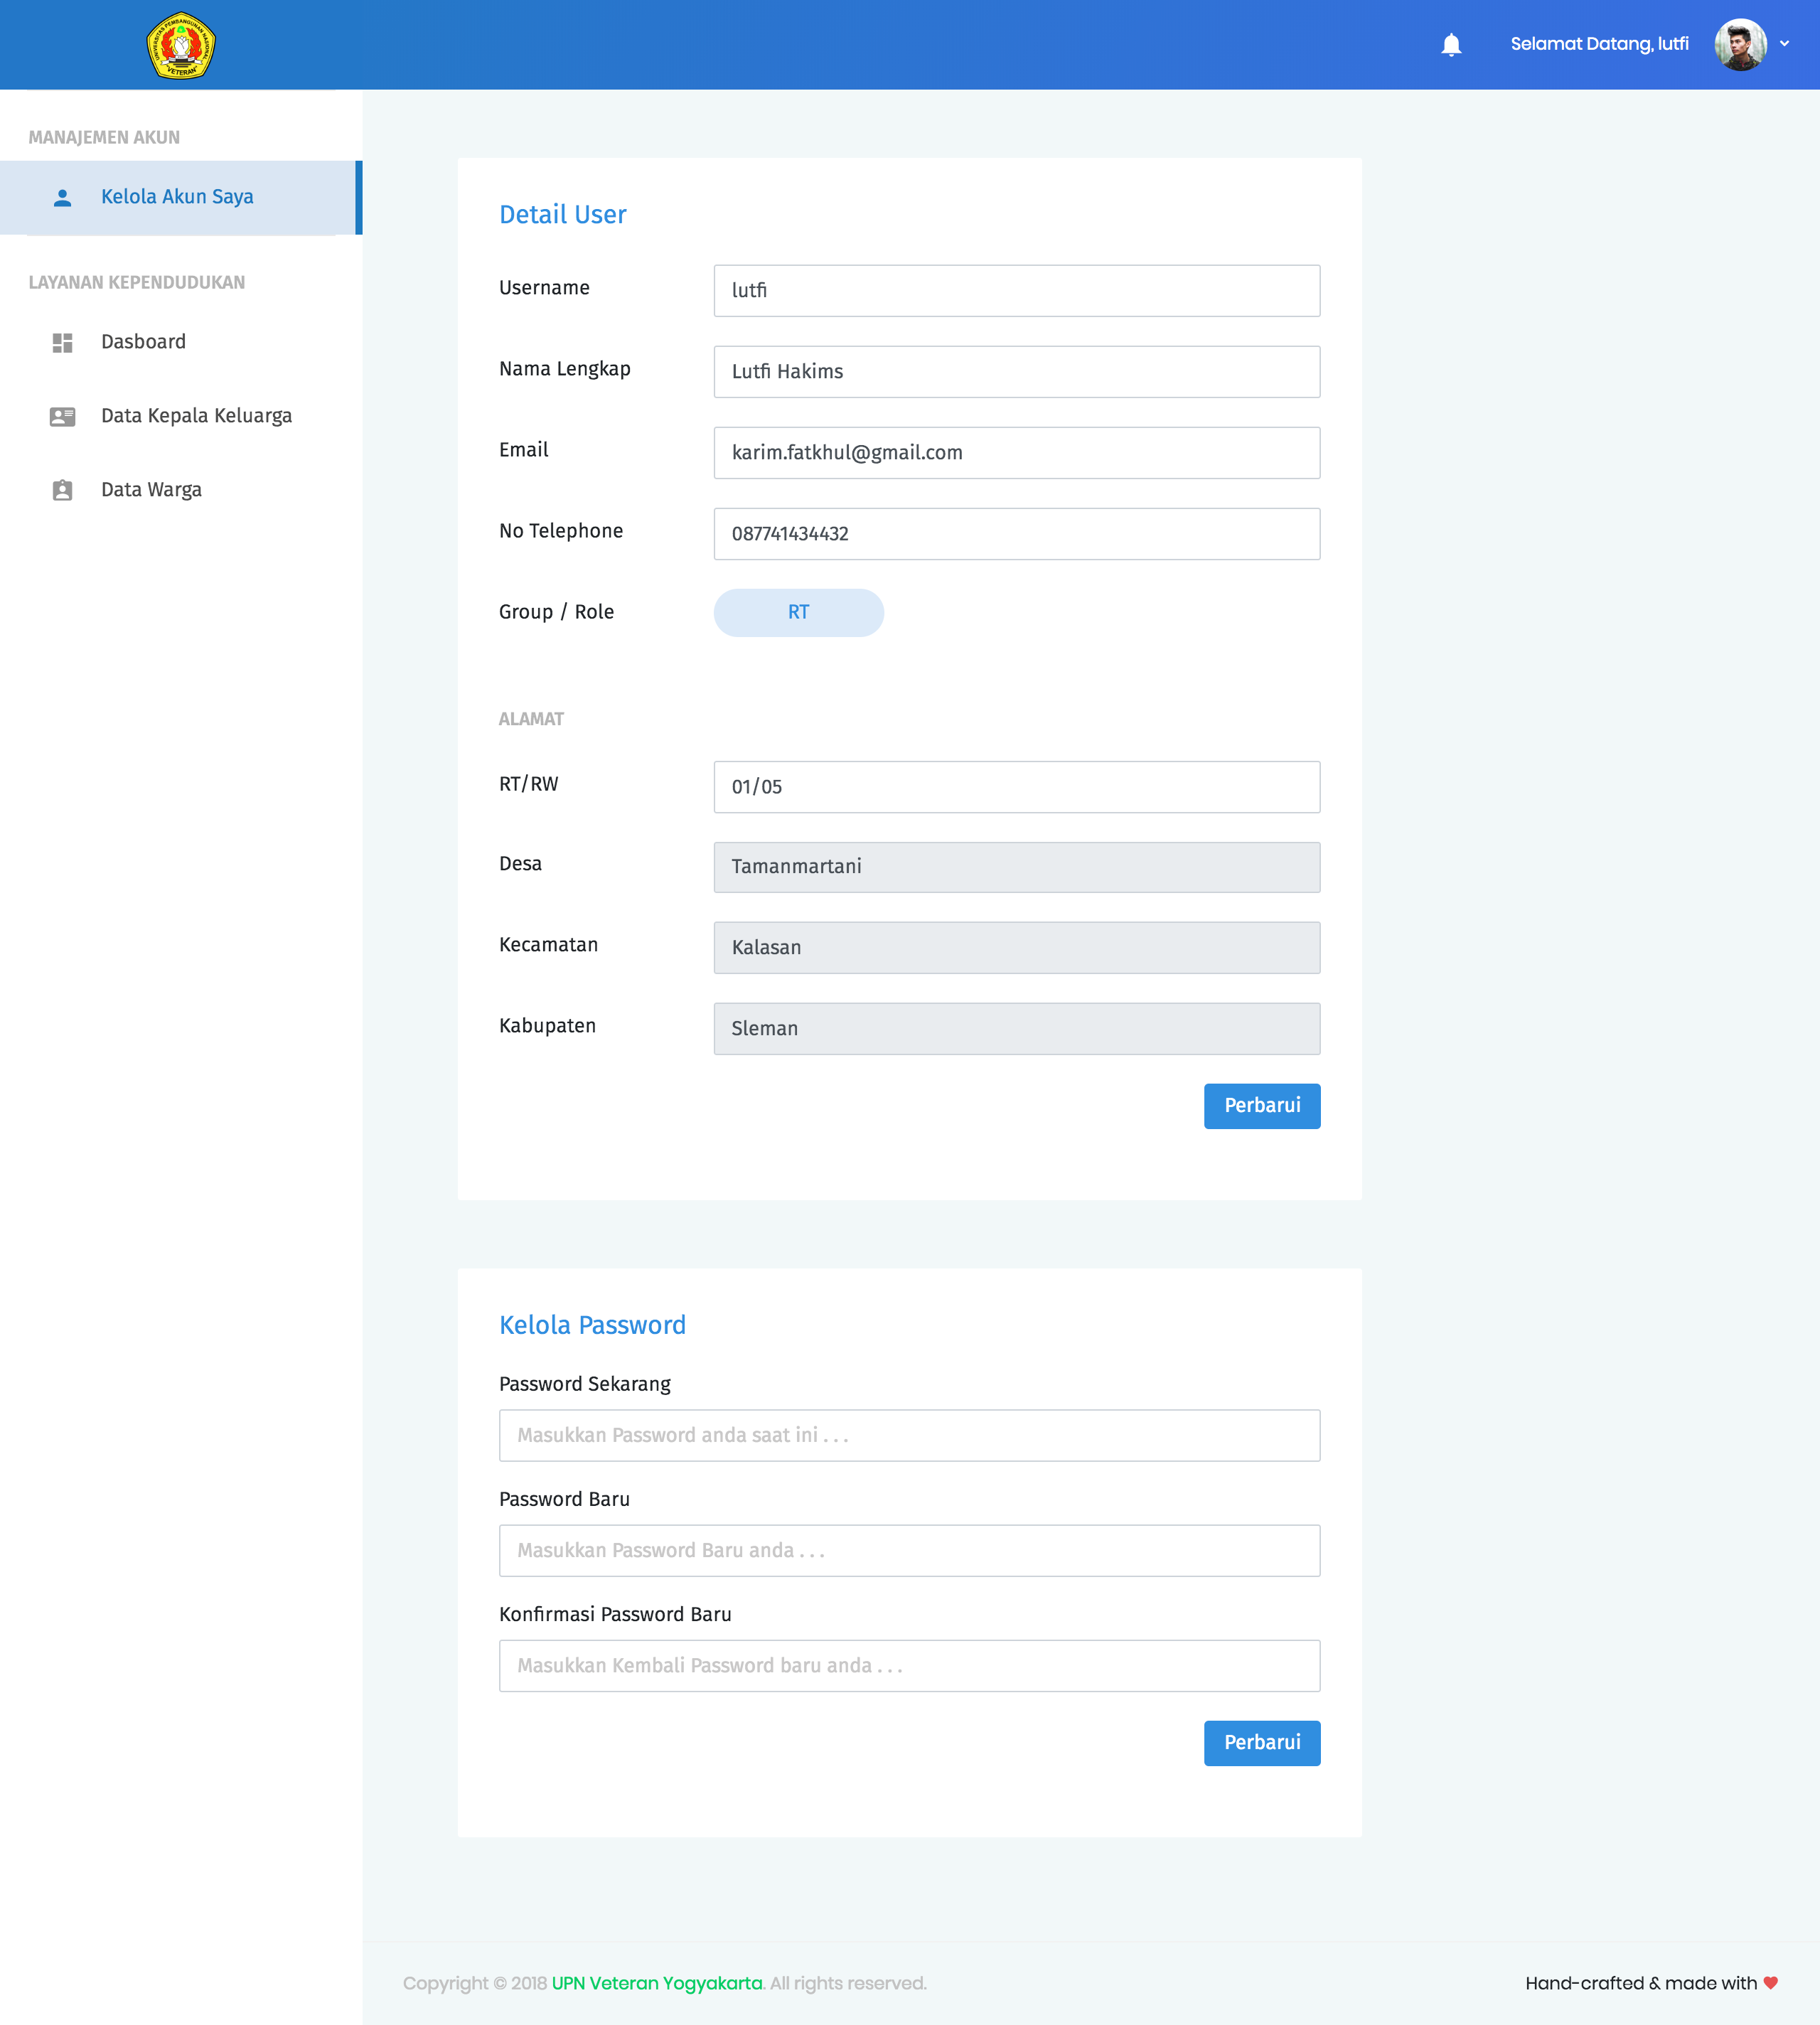 UNIVERSITAS PEMBANGUNAN NASIONAL
"VETERAN"
Selamat Datang, lutfi
MANAJEMEN AKUN
Kelola Akun Saya
LAYANAN KEPENDUDUKAN
Dasboard
Data Kepala Keluarga
Data Warga
Detail User
Username
lutfi
Nama Lengkap
Lutfi Hakims
Email
karim.fatkhul@gmail.com
No Telephone
087741434432
Group / Role
RT
ALAMAT
RT/RW
01/05
Desa
Tamanmartani
Kecamatan
Kalasan
Kabupaten
Sleman
Perbarui
Kelola Password
Password Sekarang
Masukkan Password anda saat ini . . .
Password Baru
Masukkan Password Baru anda . . .
Konfirmasi Password Baru
Masukkan Kembali Password baru anda . . .
Perbarui
Copyright © 2018 UPN Veteran Yogyakarta. All rights reserved.
Hand-crafted & made with